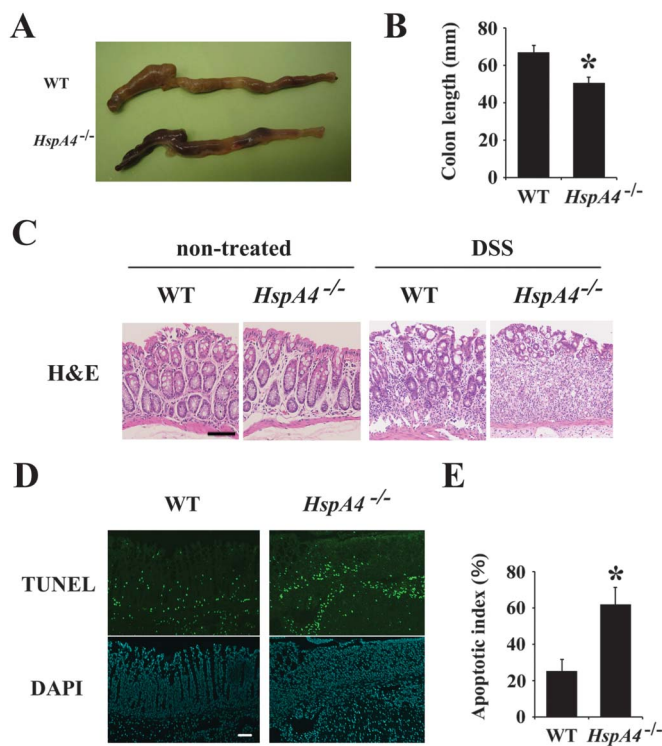 A
WT
HspA4-/-
B
Colon length (mm)
80
60
40
20
0
*
WT HspA4-/-
C
non-treated DSS
WT HspA4-/- WT HspA4-/-
H&E
D
WT HspA4-/-
TUNEL
DAPI
E
Apoptotic index (%)
80
60
40
20
0
*
WT HspA4-/-